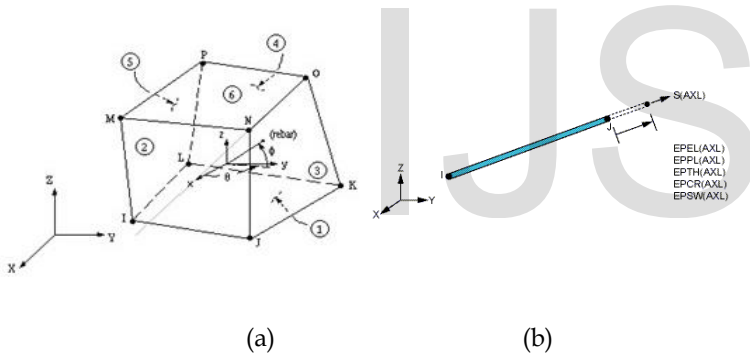 (a)
P
4
5
O
6
M
N
z
(rebar)
2
ϕ
L
y
3
x
θ
K
Z
I
1
J
Y
X
(b)
IJS
S(AXL)
J
EPEL(AXL)
EPPL(AXL)
EPTH(AXL)
EPCR(AXL)
EPSW(AXL)
I
Z
X
Y